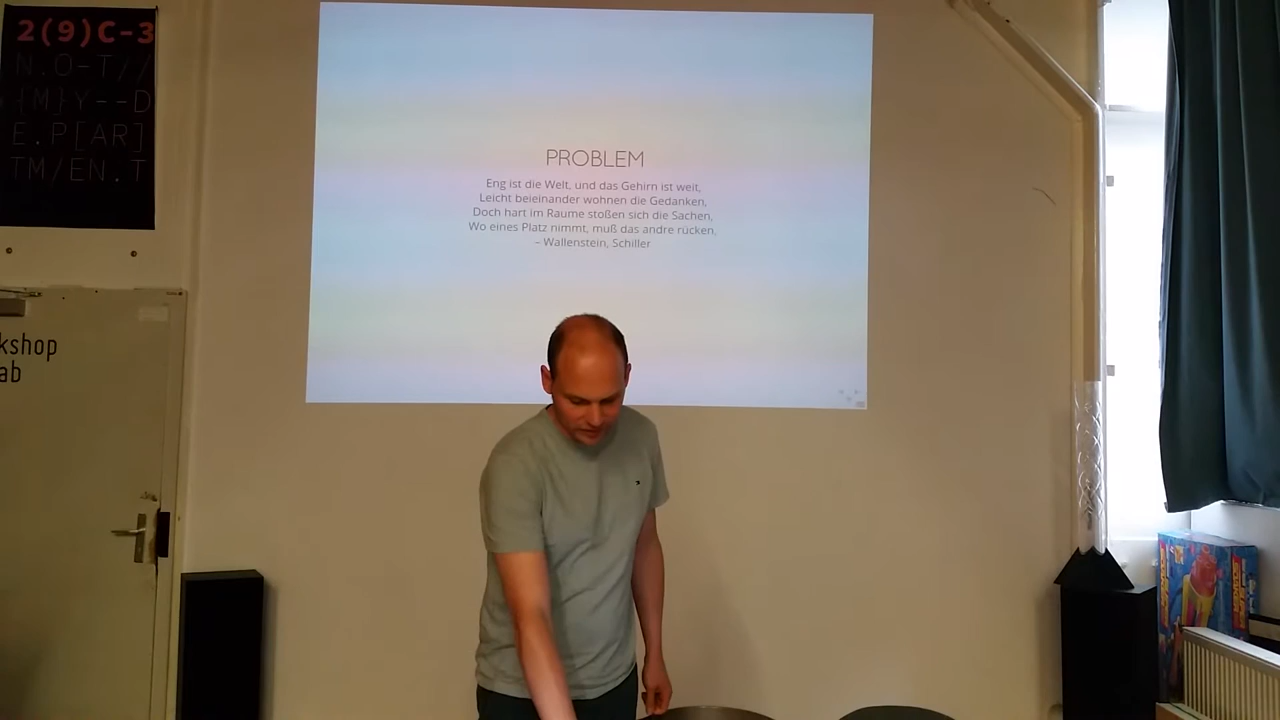 2(9)C-3
N.O-T//
{M}Y--D
E.P[AR]
TM/EN.T
PROBLEM
Eng ist die Welt, und das Gehirn ist weit,
Leicht beieinander wohnen die Gedanken,
Doch hart im Raume stoßen sich die Sachen,
Wo eines Platz nimmt, muß das andre rücken.
– Wallenstein, Schiller
kshop
ab